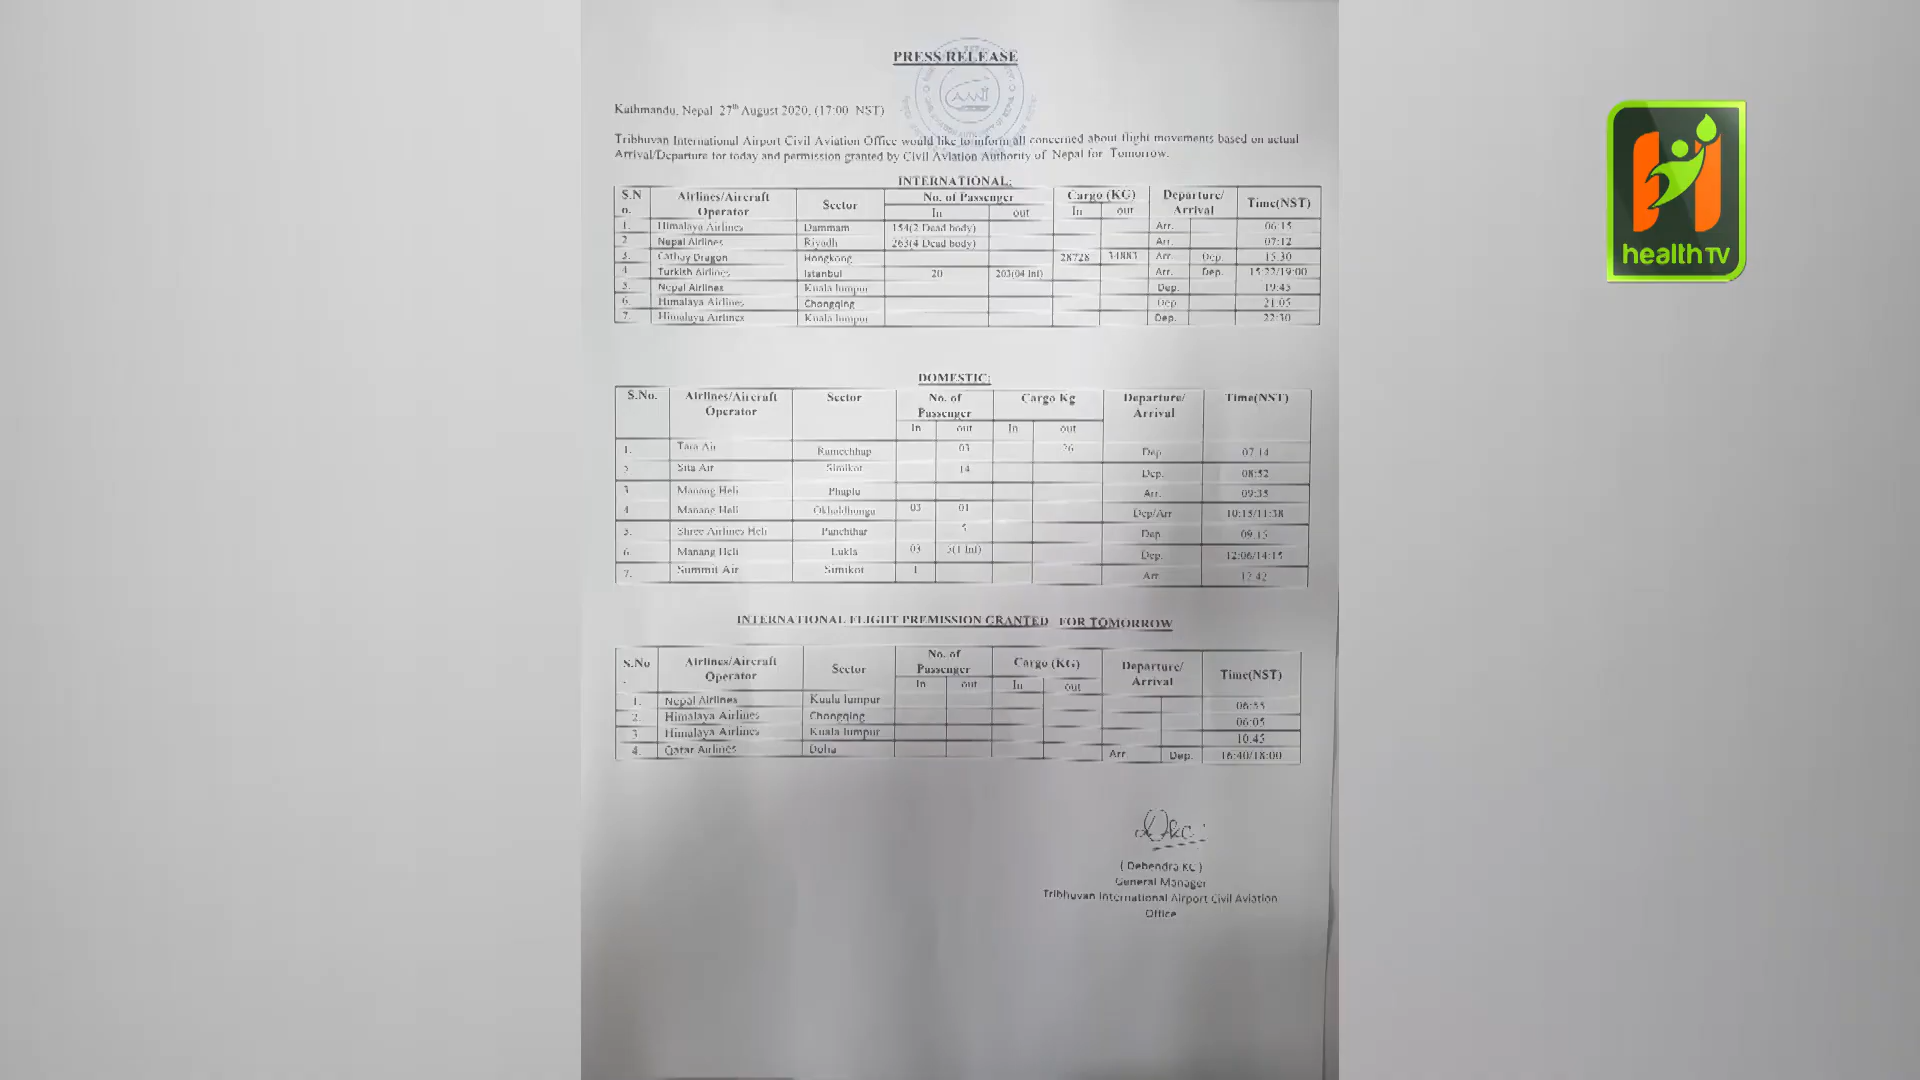 PRESS RELEASE
Kathmandu, Nepal 27th August 2020, (17:00 NST)
Tribhuvan International Airport Civil Aviation Office would like to inform all concerned about flight movements based on actual
Arrival/Departure for today and permission granted by Civil Aviation Authority of Nepal for Tomorrow.
INTERNATIONAL:
S.No. Airlines/Aircraft Operator Sector No. of Passenger In out Cargo (KG) In out Departure/Arrival Time(NST)
1. Himalaya Airlines Dammam 154(2 Dead body) Arr. 06:15
2 Nepal Airlines Riyadh 263(4 Dead body) Arr. 07:12
3. Cathay Dragon Hongkong 28728 Arr Dep. 15:30
4 Turkish Airlines Istanbul 20 203(04 Inf) Arr. Dep. 15:22/19:00
5. Nepal Airlines Kuala lumpur Dep. 19:45
6. Himalaya Airlines Chongqing Dep 21:05
7. Himalaya Airlines Kuala lumpur Dep. 22:30
DOMESTIC:
S.No. Airlines/Aircraft Operator Sector No. of Passenger In out Cargo Kg In out Departure/Arrival Time(NST)
1. Tara Air Ramechhap 03 26 Dep 07:14
2 Sita Air Simikot 14 Dep. 08:52
3 Manang Heli Phaplu Arr. 09:35
4 Manang Heli Okhaldhunga 03 01 Dep/Arr 10:15/11:38
5. Shree Airlines Heli Panchthar 5 Dep 09:15
6 Manang Heli Lukla 03 5(1 Inf) Dep. 12:06/14:15
7. Summit Air Simikot 1 Arr
INTERNATIONAL FLIGHT PREMISSION GRANTED FOR TOMORROW
S.No. Airlines/Aircraft Operator Sector No. of Passenger In out Cargo (KG) In out Departure/Arrival Time(NST)
1. Nepal Airlines Kuala lumpur 06:55
2. Himalaya Airlines Chongqing 06:05
3 Himalaya Airlines Kuala lumpur 10:45
4. Qatar Airlines Doha Arr Dep. 16:40/18:00
( Debendra KC )
General Manager
Tribhuvan International Airport Civil Aviation
Office
health TV